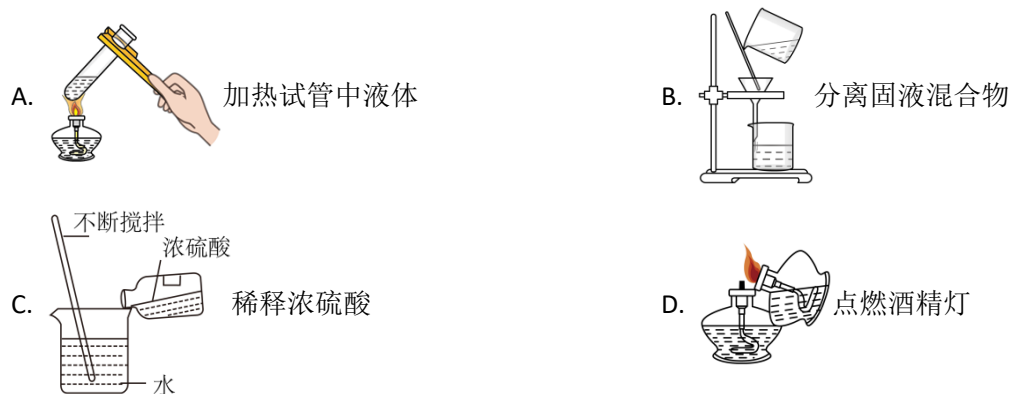 A. 加热试管中液体
B. 分离固液混合物
不断搅拌
浓硫酸
C. 稀释浓硫酸
水
D. 点燃酒精灯